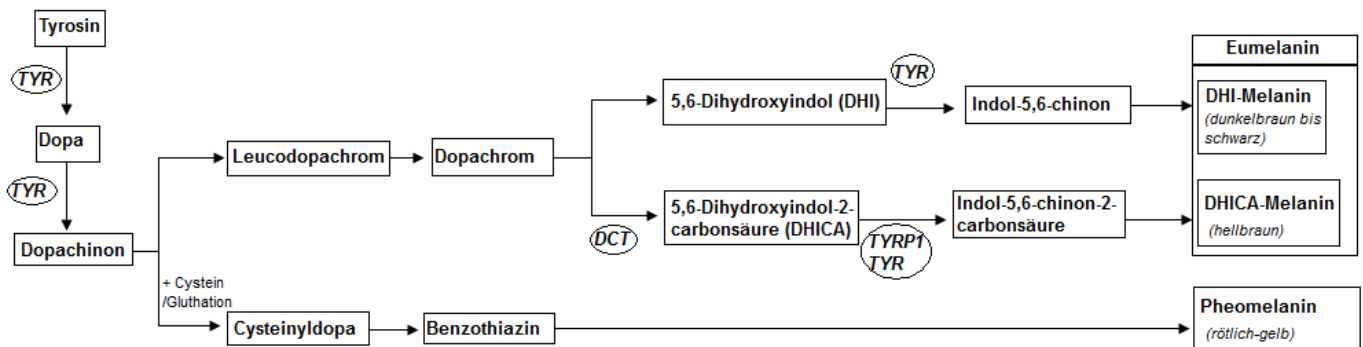 Tyrosin
TYR
Dopa
TYR
Dopachinon
+ Cystein
/Gluthation
Leucodopachrom
Dopachrom
Cysteinyldopa
Benzothiazin
DCT
5,6-Dihydroxyindol (DHI)
TYR
Indol-5,6-chinon
5,6-Dihydroxyindol-2-
carbonsäure (DHICA)
TYRP1
TYR
Indol-5,6-chinon-2-
carbonsäure
Eumelanin
DHI-Melanin
(dunkelbraun bis
schwarz)
DHICA-Melanin
(hellbraun)
Pheomelanin
(rötlich-gelb)